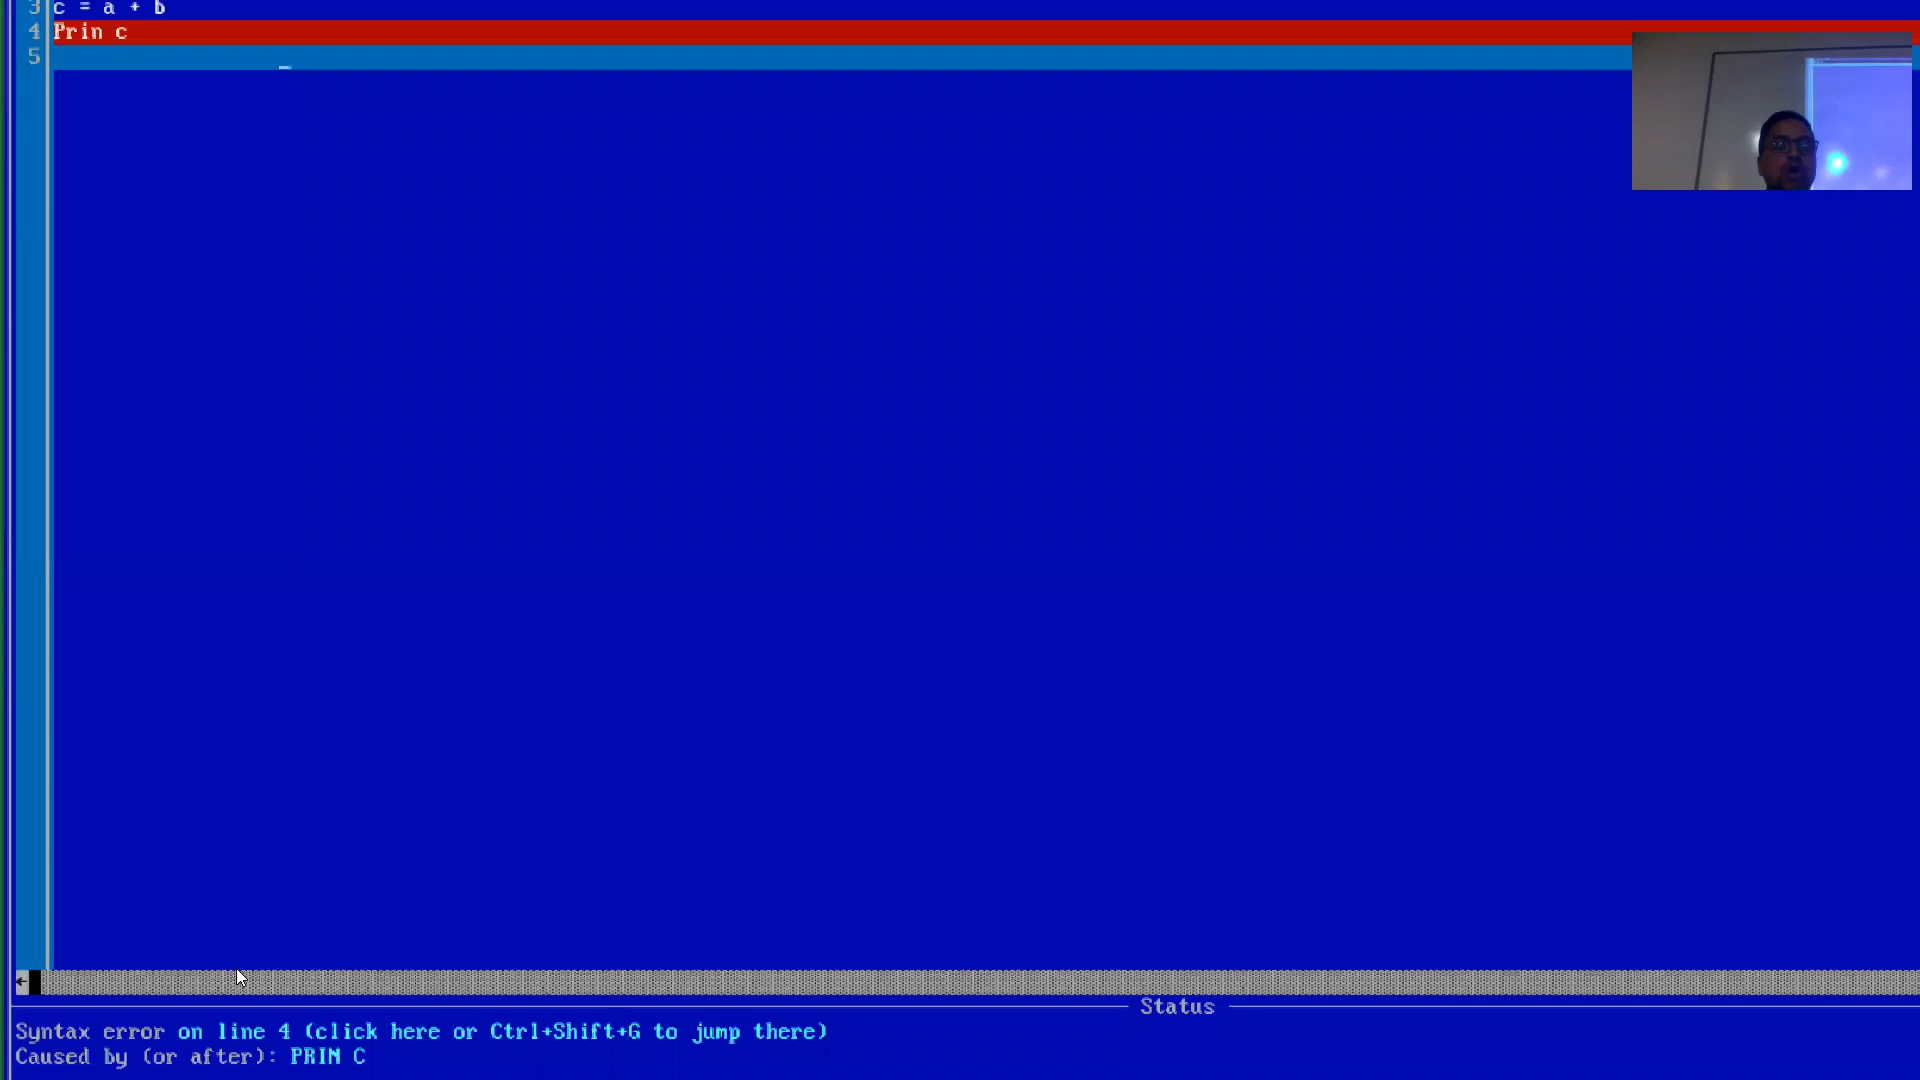 3 c = a + b
4 Prin c
5
Status
Syntax error on line 4 (click here or Ctrl+Shift+G to jump there)
Caused by (or after): PRIN C